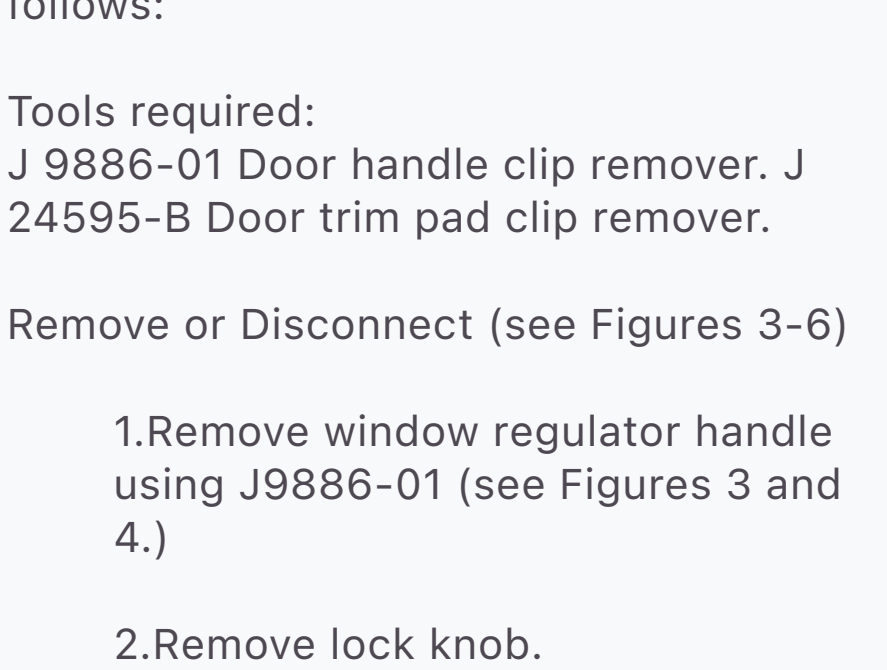 follows:
Tools required:
J 9886-01 Door handle clip remover. J
24595-B Door trim pad clip remover.
Remove or Disconnect (see Figures 3-6)
1.Remove window regulator handle
using J9886-01 (see Figures 3 and
4.)
2.Remove lock knob.